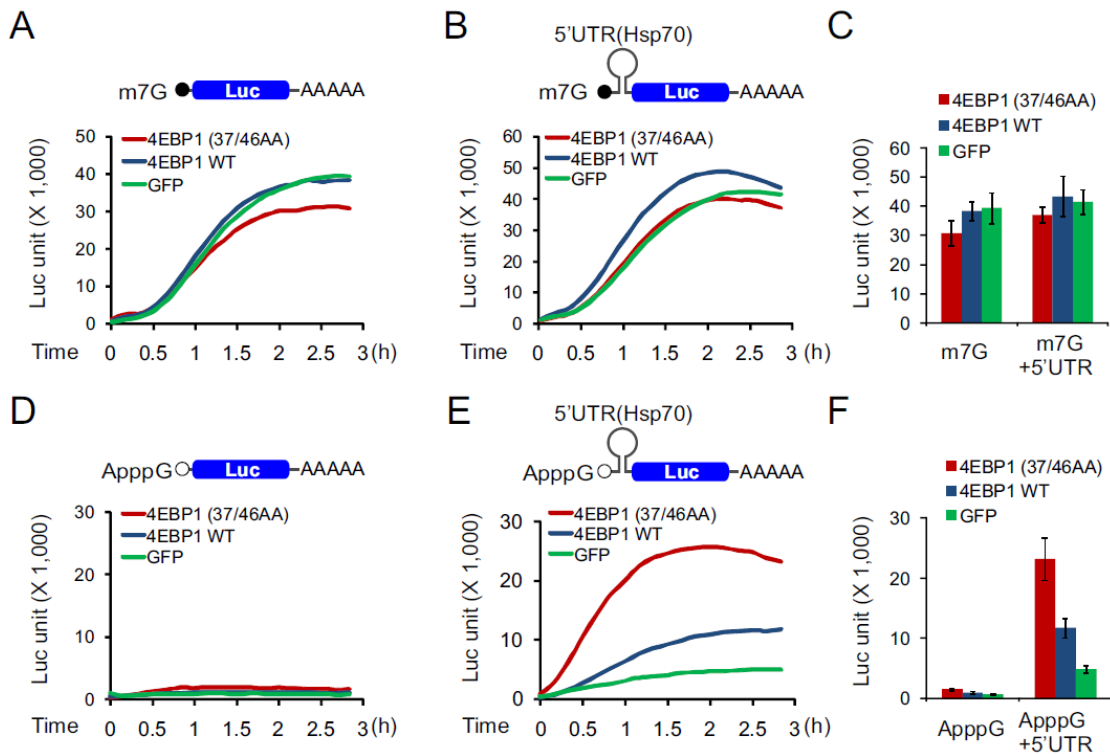 A
m7G Luc AAAAA
4EBP1 (37/46AA)
4EBP1 WT
GFP
Luc unit (X 1,000)
50
40
30
20
10
0
Time 0 0.5 1 1.5 2 2.5 3 (h)
B
5'UTR(Hsp70)
m7G Luc AAAAA
4EBP1 (37/46AA)
4EBP1 WT
GFP
Luc unit (X 1,000)
60
50
40
30
20
10
0
Time 0 0.5 1 1.5 2 2.5 3 (h)
C
4EBP1 (37/46AA)
4EBP1 WT
GFP
Luc unit (X 1,000)
60
50
40
30
20
10
0
m7G m7G
+5'UTR
D
ApppG Luc AAAAA
4EBP1 (37/46AA)
4EBP1 WT
GFP
Luc unit (X 1,000)
30
20
10
0
Time 0 0.5 1 1.5 2 2.5 3 (h)
E
5'UTR(Hsp70)
ApppG Luc AAAAA
4EBP1 (37/46AA)
4EBP1 WT
GFP
Luc unit (X 1,000)
30
20
10
0
Time 0 0.5 1 1.5 2 2.5 3 (h)
F
4EBP1 (37/46AA)
4EBP1 WT
GFP
Luc unit (X 1,000)
30
20
10
0
ApppG ApppG
+5'UTR